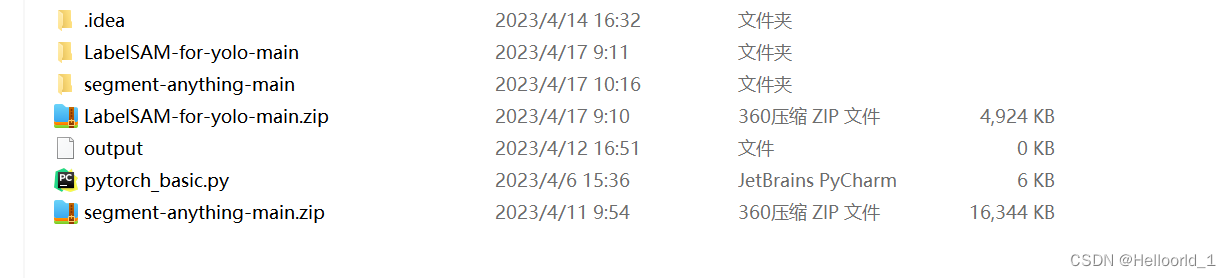 .idea 2023/4/14 16:32 文件夹
LabelSAM-for-yolo-main 2023/4/17 9:11 文件夹
segment-anything-main 2023/4/17 10:16 文件夹
LabelSAM-for-yolo-main.zip 2023/4/17 9:10 360压缩 ZIP 文件 4,924 KB
output 2023/4/12 16:51 文件 0 KB
PC pytorch_basic.py 2023/4/6 15:36 JetBrains PyCharm 6 KB
segment-anything-main.zip 2023/4/11 9:54 360压缩 ZIP 文件 16,344 KB
CSDN @Helloorld_1